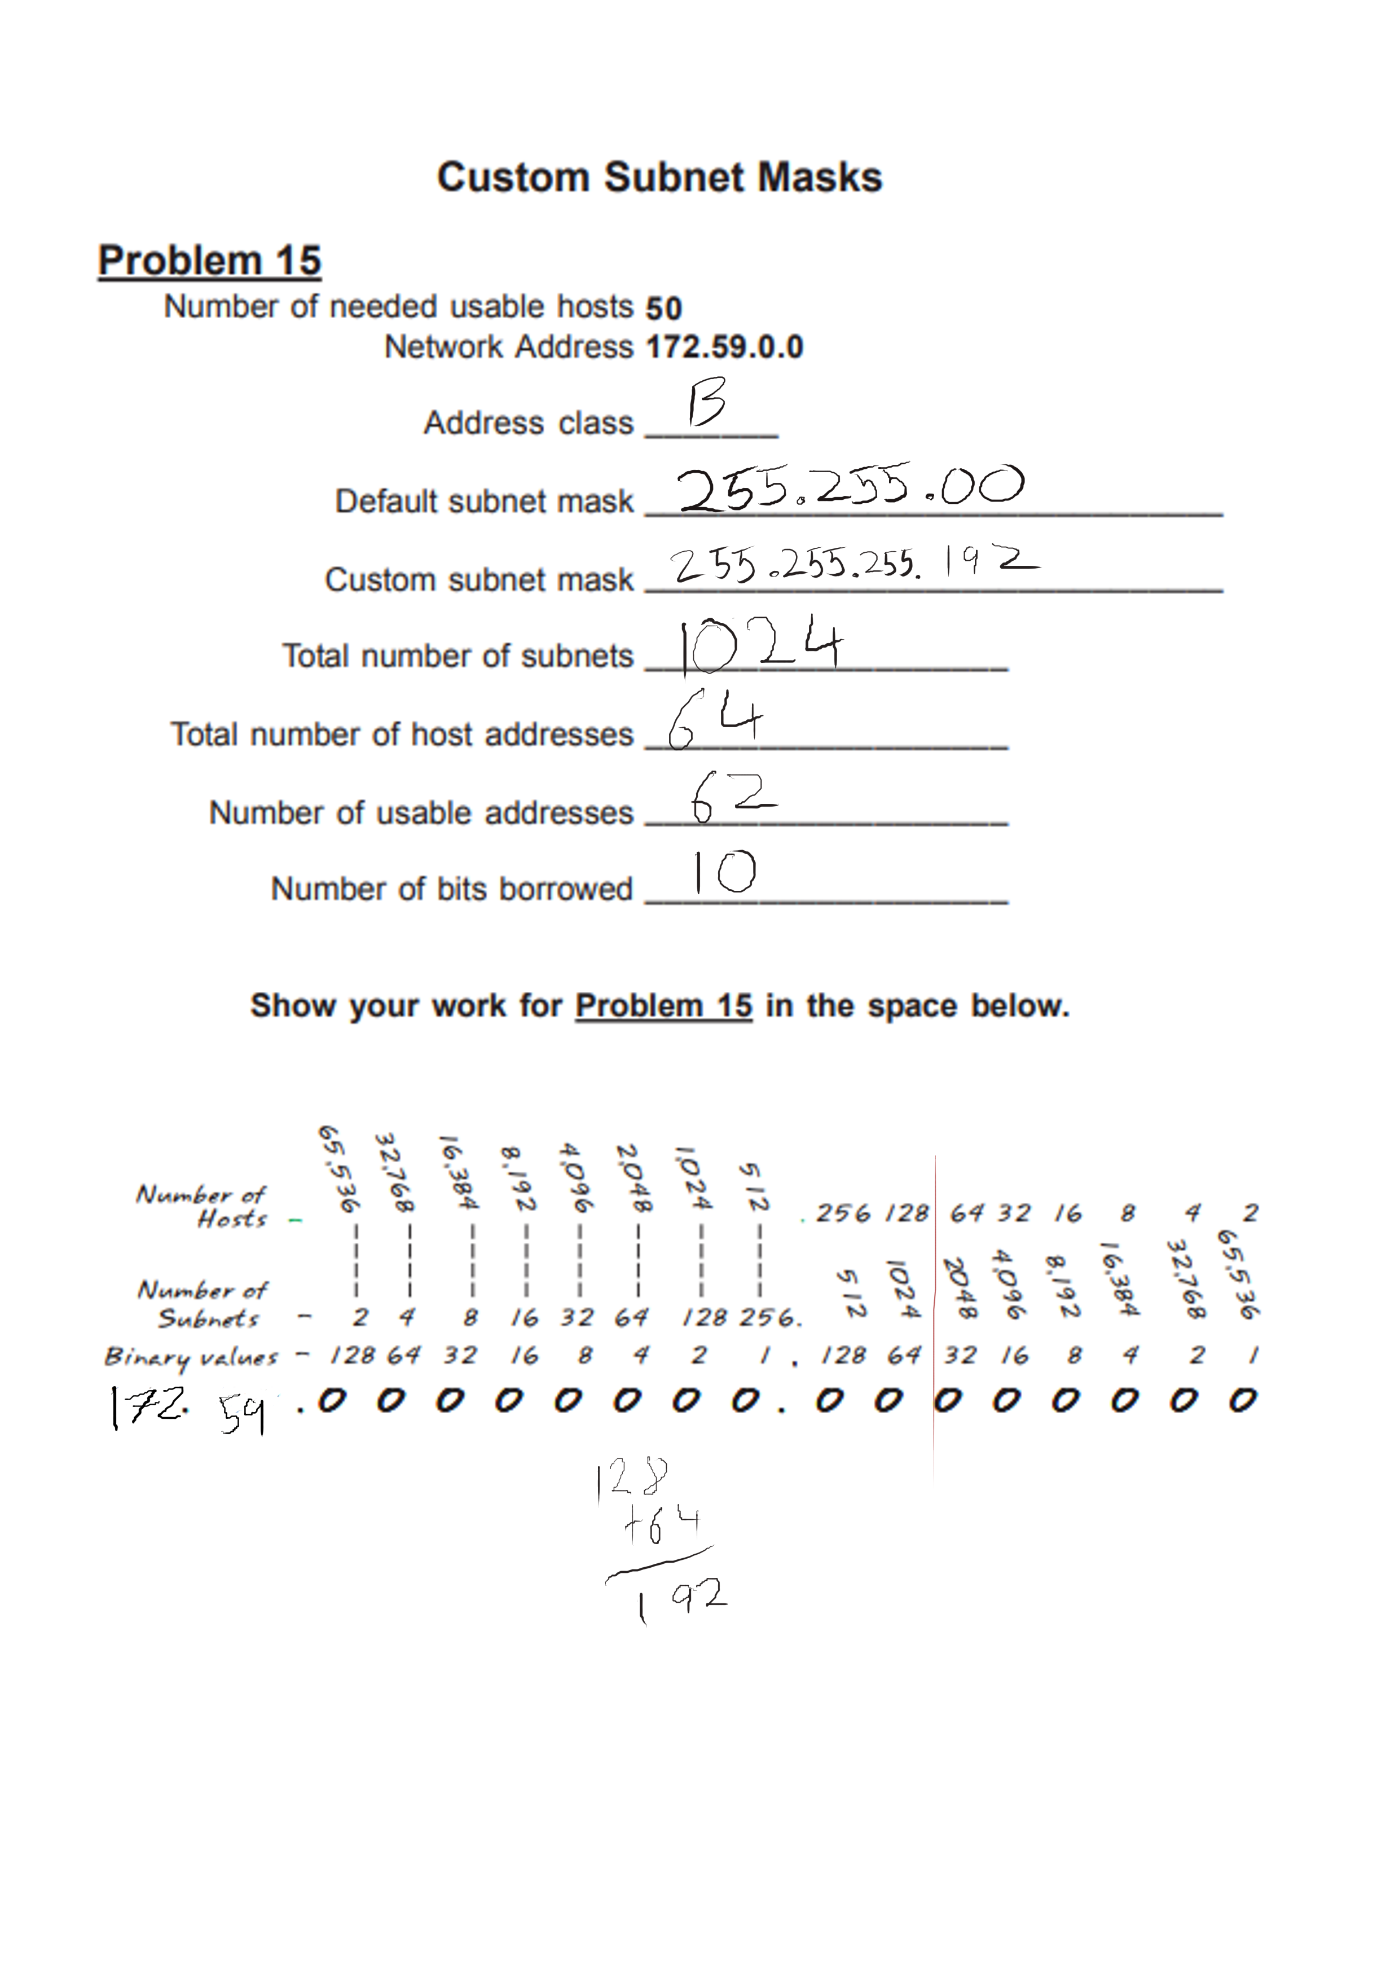 Custom Subnet Masks
Problem 15
Number of needed usable hosts 50
Network Address 172.59.0.0
Address class B
Default subnet mask 255.255.00
Custom subnet mask 255.255.255.192
Total number of subnets 1024
Total number of host addresses 64
Number of usable addresses 62
Number of bits borrowed 10
Show your work for Problem 15 in the space below.
Number of Hosts - 65,536 32,768 16,384 8,192 4,096 2,048 1,024 512 . 256 128 64 32 16 8 4 2
Number of Subnets - 2 4 8 16 32 64 128 256. 512 1024 2048 4,096 8,192 16,384 32,768 65,536
Binary values - 128 64 32 16 8 4 2 1 . 128 64 32 16 8 4 2 1
172. 59 . 0 0 0 0 0 0 0 0 . 0 0 0 0 0 0 0 0
128
+64
192